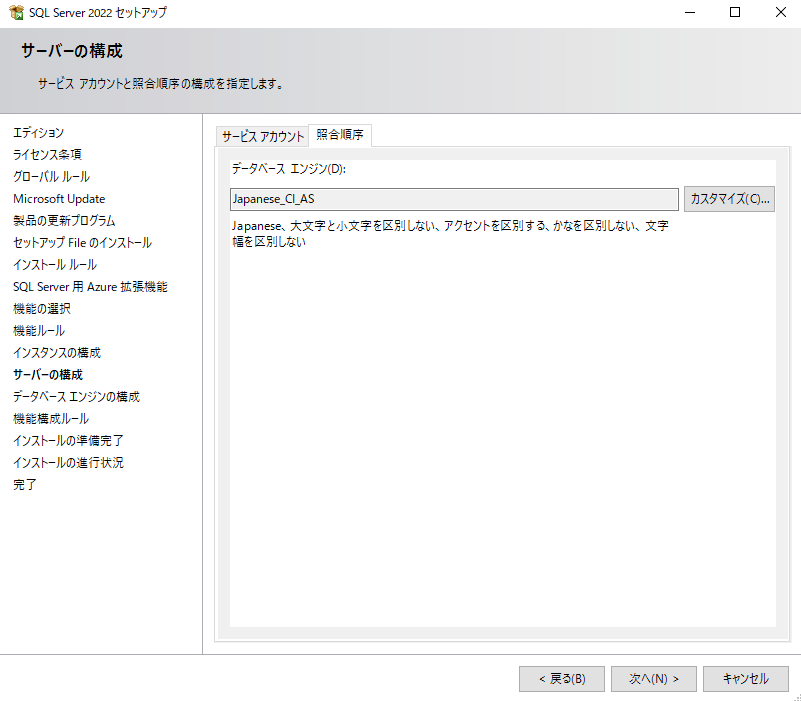 SQL Server 2022 セットアップ
サーバーの構成
サービス アカウントと照合順序の構成を指定します。
エディション
ライセンス条項
グローバル ルール
Microsoft Update
製品の更新プログラム
セットアップ File のインストール
インストール ルール
SQL Server 用 Azure 拡張機能
機能の選択
機能ルール
インスタンスの構成
サーバーの構成
データベース エンジンの構成
機能構成ルール
インストールの準備完了
インストールの進行状況
完了
サービス アカウント 照合順序
データベース エンジン(D):
Japanese_CI_AS カスタマイズ(C)...
Japanese、大文字と小文字を区別しない、アクセントを区別する、かなを区別しない、文字
幅を区別しない
< 戻る(B) 次へ(N) > キャンセル